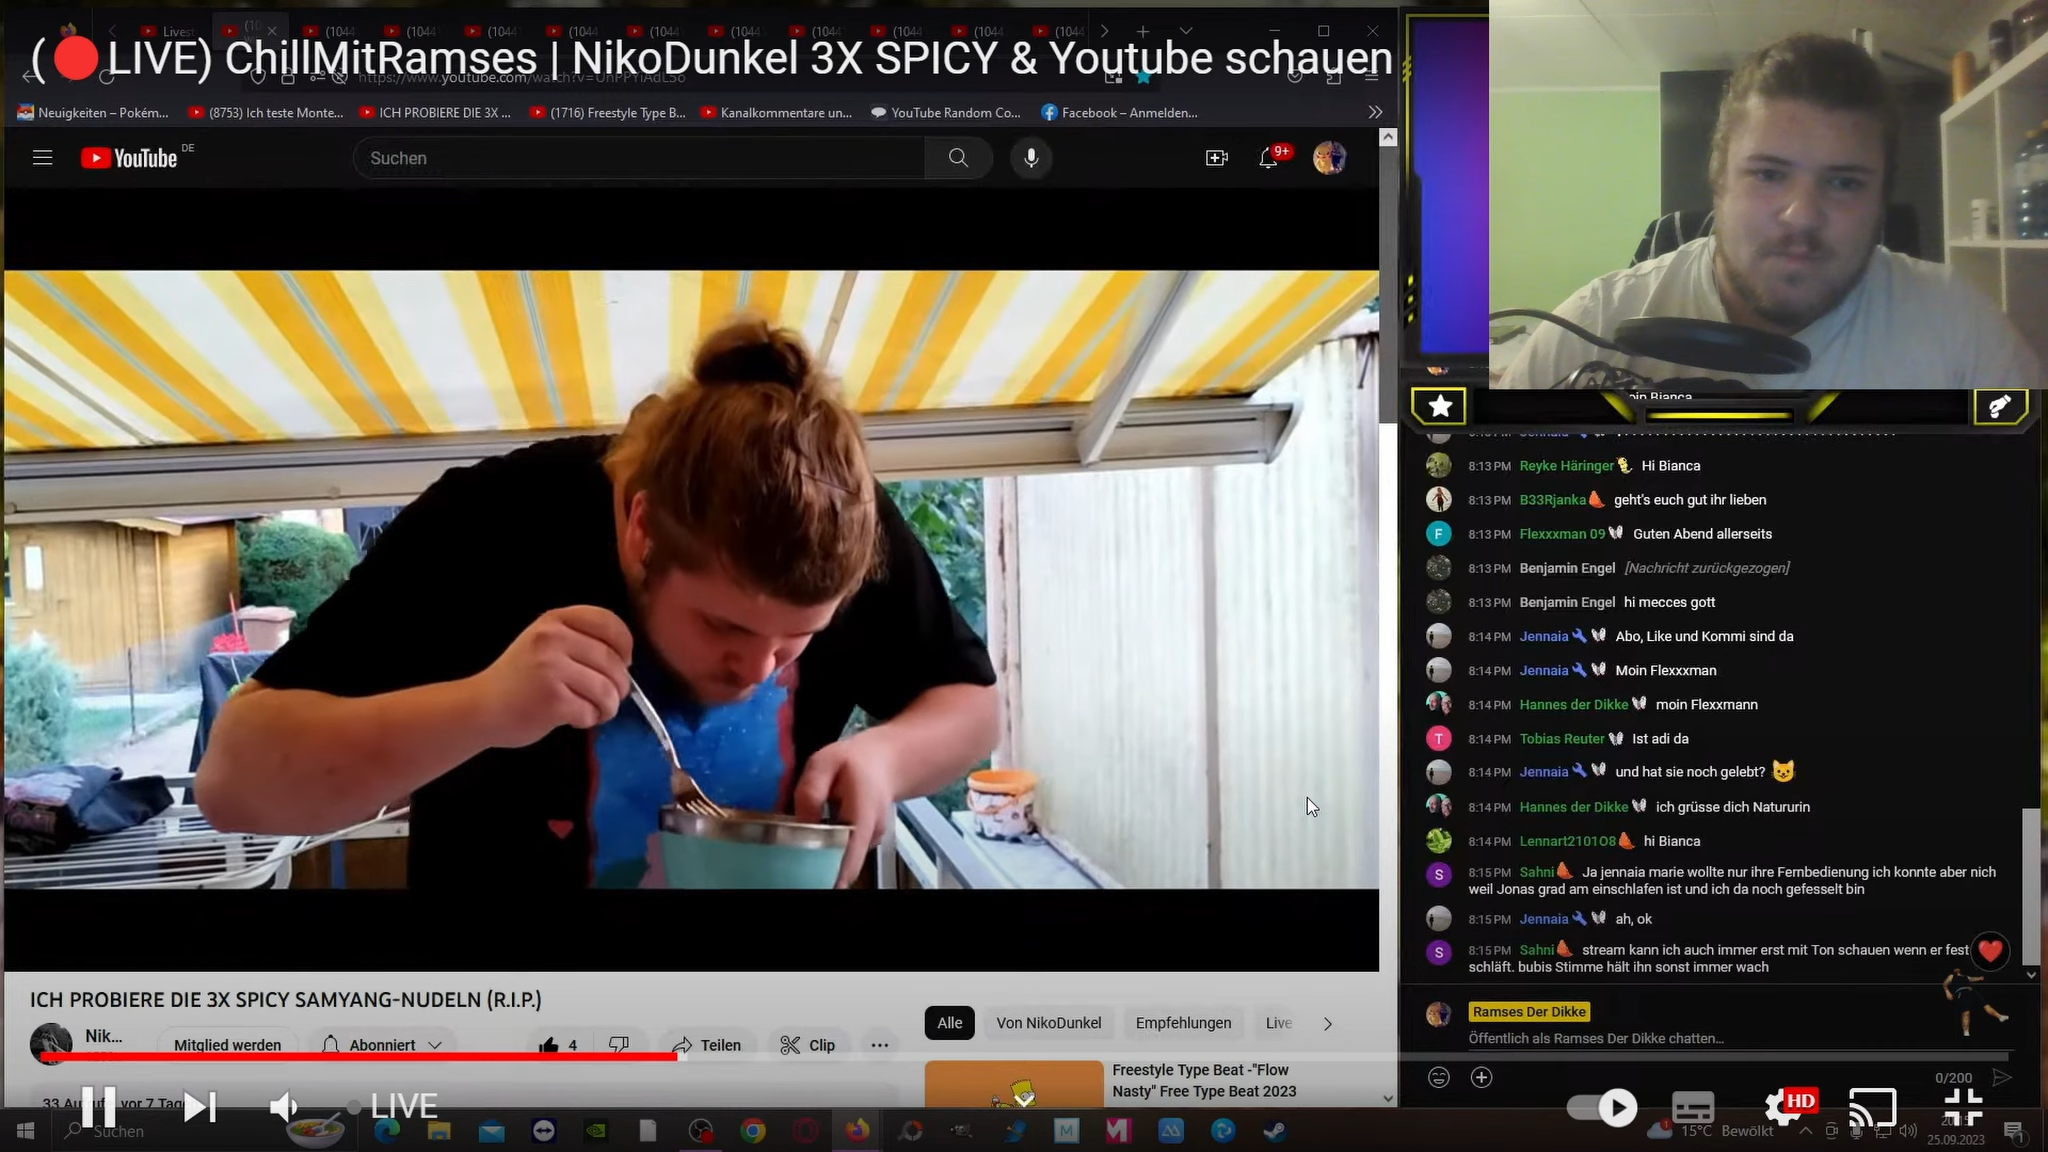 (🔴LIVE) ChillMitRamses | NikoDunkel 3X SPICY & Youtube schauen
Neuigkeiten – Pokém...
(8753) Ich teste Monte...
ICH PROBIERE DIE 3X ...
(1716) Freestyle Type B...
Kanalkommentare un...
YouTube Random Co...
Facebook – Anmelden...
YouTube DE
Suchen
9+
8:13 PM Reyke Häringer Hi Bianca
8:13 PM B33Rjanka geht's euch gut ihr lieben
F
8:13 PM Flexxxman 09 Guten Abend allerseits
8:13 PM Benjamin Engel [Nachricht zurückgezogen]
8:13 PM Benjamin Engel hi mecces gott
8:14 PM Jennaia Abo, Like und Kommi sind da
8:14 PM Jennaia Moin Flexxxman
8:14 PM Hannes der Dikke moin Flexxmann
T
8:14 PM Tobias Reuter Ist adi da
8:14 PM Jennaia und hat sie noch gelebt?
8:14 PM Hannes der Dikke ich grüsse dich Natururin
8:14 PM Lennart210108 hi Bianca
S
8:15 PM Sahni Ja jennaia marie wollte nur ihre Fernbedienung ich konnte aber nich
weil Jonas grad am einschlafen ist und ich da noch gefesselt bin
8:15 PM Jennaia ah, ok
S
8:15 PM Sahni stream kann ich auch immer erst mit Ton schauen wenn er fest
schläft. bubis Stimme hält ihn sonst immer wach
Ramses Der Dikke
Öffentlich als Ramses Der Dikke chatten...
0/200
ICH PROBIERE DIE 3X SPICY SAMYANG-NUDELN (R.I.P.)
Nik...
Mitglied werden
Abonniert
4
Teilen
Clip
Alle
Von NikoDunkel
Empfehlungen
Live
Freestyle Type Beat -"Flow
Nasty" Free Type Beat 2023
LIVE
HD
Suchen
15°C Bewölkt
25.09.2023